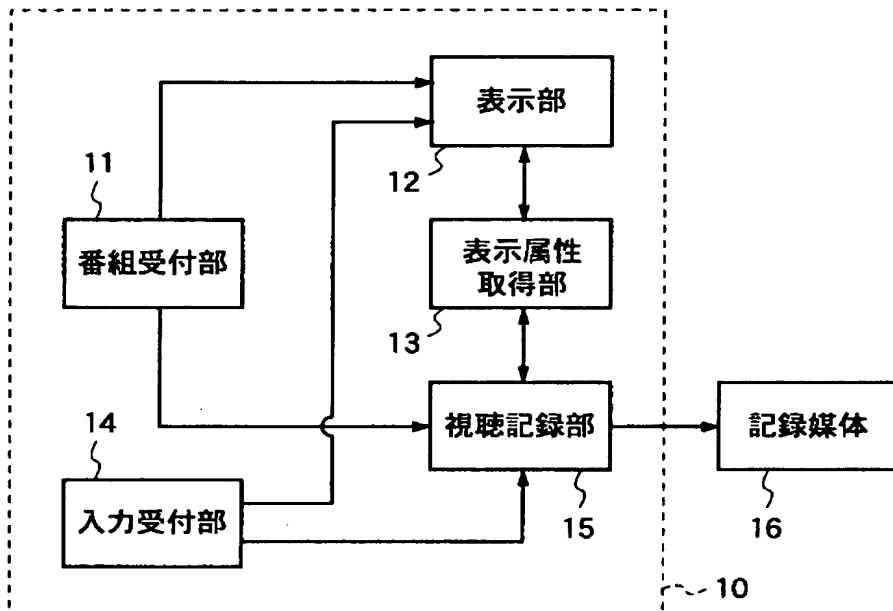 表示部
12
11
番組受付部
表示属性
取得部
13
14
入力受付部
視聴記録部
15
記録媒体
16
10